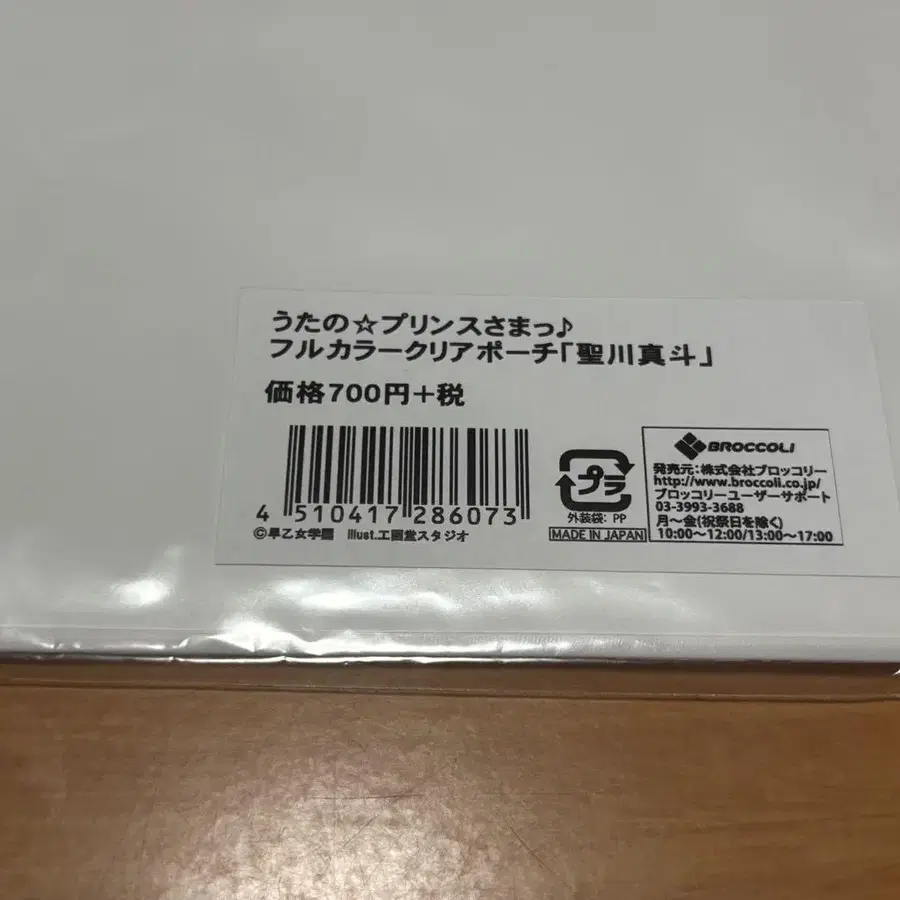 うたの☆プリンスさまっ♪
フルカラークリアポーチ「聖川真斗」
価格700円+税
4 510417 286073
©早乙女学園 Illust.工画堂スタジオ
プラ
外装袋: PP
MADE IN JAPAN
BROCCOLI
発売元:株式会社ブロッコリー
http://www.broccoli.co.jp/
ブロッコリーユーザーサポート
03-3993-3688
月~金(祝祭日を除く)
10:00~12:00/13:00~17:00